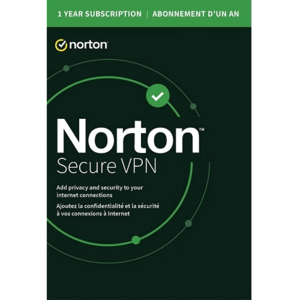 1 YEAR SUBSCRIPTION | ABONNEMENT D'UN AN
norton
Norton™
Secure VPN
Add privacy and security to your
internet connections
Ajoutez la confidentialité et la sécurité
à vos connexions à Internet